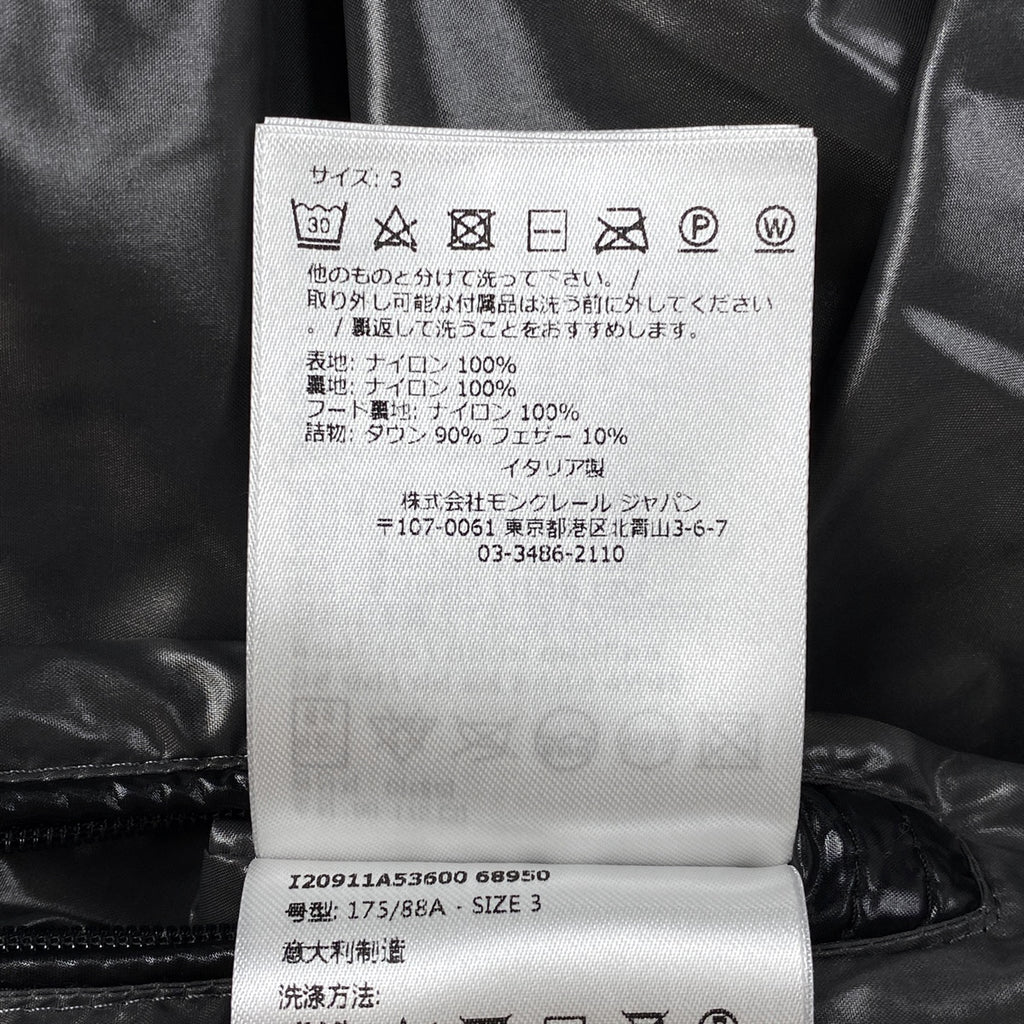 サイズ: 3
30
P
W
他のものと分けて洗って下さい。 /
取り外し可能な付属品は洗う前に外してください
。 / 裏返して洗うことをおすすめします。
表地: ナイロン 100%
裏地: ナイロン 100%
フード裏地: ナイロン 100%
詰物: ダウン 90% フェザー 10%
イタリア製
株式会社モンクレール ジャパン
〒107-0061 東京都港区北青山3-6-7
03-3486-2110
I20911A53600 68950
号型: 175/88A - SIZE 3
意大利制造
洗涤方法: